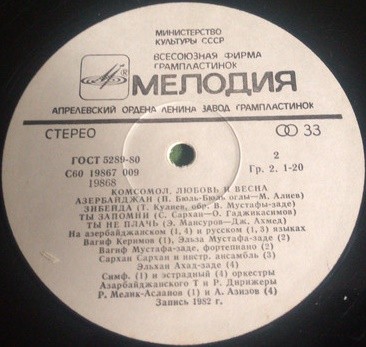 МИНИСТЕРСТВО
КУЛЬТУРЫ СССР
ВСЕСОЮЗНАЯ ФИРМА
ГРАМПЛАСТИНОК
МЕЛОДИЯ
АПРЕЛЕВСКИЙ ОРДЕНА ЛЕНИНА ЗАВОД ГРАМПЛАСТИНОК
СТЕРЕО
33
ГОСТ 5289-80
2
С60 19867 009
Гр. 2. 1-20
19868
КОМСОМОЛ, ЛЮБОВЬ И ВЕСНА
АЗЕРБАЙДЖАН (П. Бюль-Бюль оглы—М. Алиев)
ЗИБЕЙДА (Т. Кулиев, обр. В. Мустафы-заде)
ТЫ ЗАПОМНИ (С. Сархан—О. Гаджикасимов)
ТЫ НЕ ПЛАЧЬ (Э. Мансуров—Дж. Ахмед)
На азербайджанском (1, 4) и русском (1, 3) языках
Вагиф Керимов (1), Эльза Мустафа-заде (2)
Вагиф Мустафа-заде, фортепиано (2)
Сархан Сархан и инстр. ансамбль (3)
Эльхан Ахад-заде (4)
Симф. (1) и эстрадный (4) оркестры
Азербайджанского Т и Р. Дирижеры
Р. Мелик-Асланов (1) и А. Азизов (4)
Запись 1982 г.